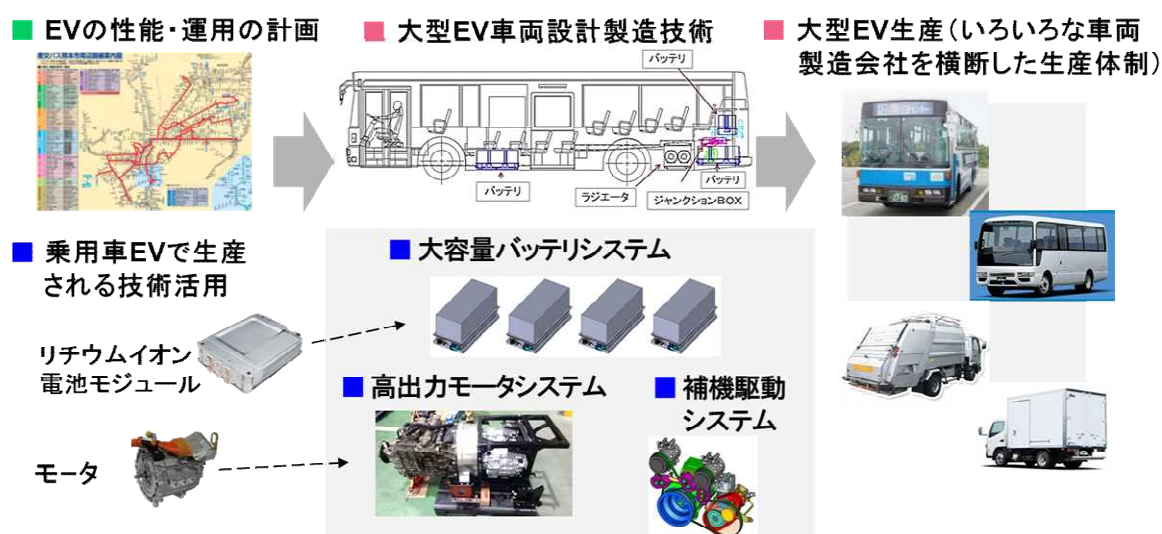 ■ EVの性能・運用の計画
■ 大型EV車両設計製造技術
■ 大型EV生産（いろいろな車両
製造会社を横断した生産体制）
バッテリ
バッテリ
ラジエータ
ジャンクションBOX
バッテリ
■ 乗用車EVで生産
される技術活用
リチウムイオン
電池モジュール
モータ
■ 大容量バッテリシステム
■ 高出力モータシステム
■ 補機駆動
システム